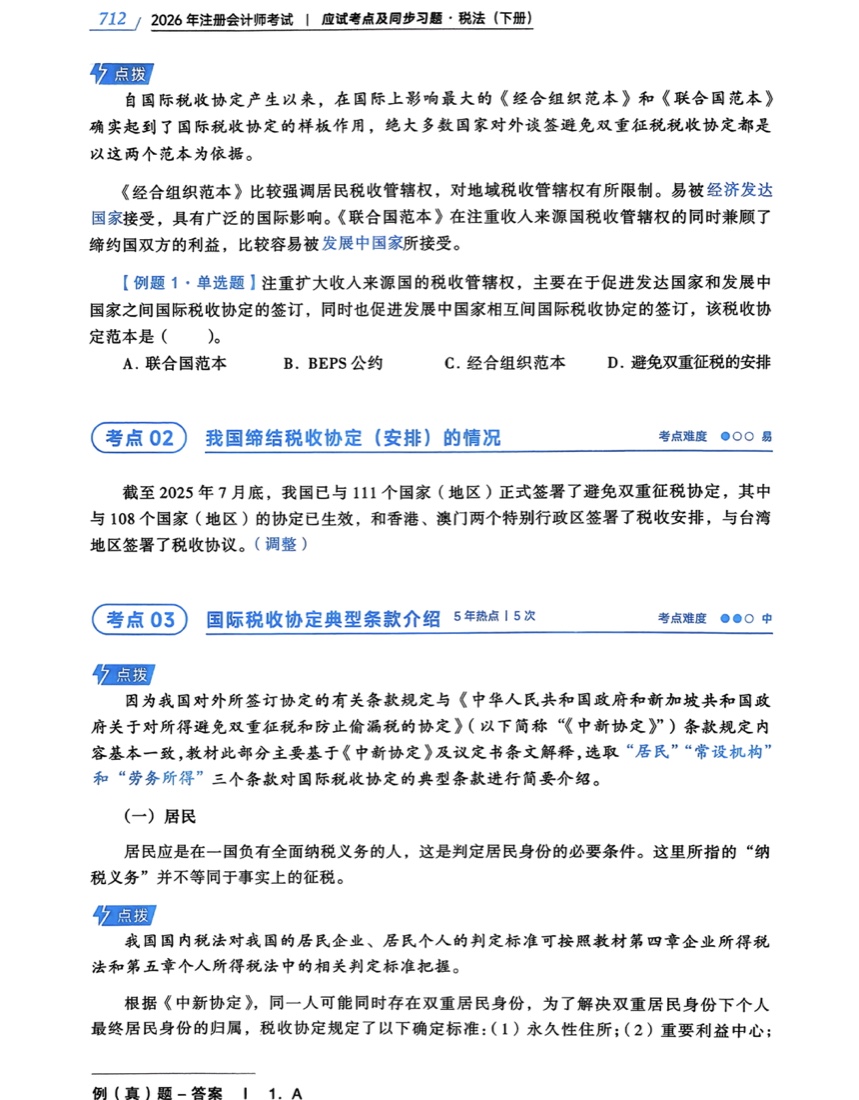 712 2026年注册会计师考试 | 应试考点及同步习题·税法（下册）
点拨
自国际税收协定产生以来，在国际上影响最大的《经合组织范本》和《联合国范本》
确实起到了国际税收协定的样板作用，绝大多数国家对外谈签避免双重征税税收协定都是
以这两个范本为依据。
《经合组织范本》比较强调居民税收管辖权，对地域税收管辖权有所限制。易被经济发达
国家接受，具有广泛的国际影响。《联合国范本》在注重收入来源国税收管辖权的同时兼顾了
缔约国双方的利益，比较容易被发展中国家所接受。
【例题1·单选题】注重扩大收入来源国的税收管辖权，主要在于促进发达国家和发展中
国家之间国际税收协定的签订，同时也促进发展中国家相互间国际税收协定的签订，该税收协
定范本是（　　）。
A. 联合国范本　　B. BEPS公约　　C. 经合组织范本　　D. 避免双重征税的安排
考点02 我国缔结税收协定（安排）的情况 考点难度 ●○○ 易
截至2025年7月底，我国已与111个国家（地区）正式签署了避免双重征税协定，其中
与108个国家（地区）的协定已生效，和香港、澳门两个特别行政区签署了税收安排，与台湾
地区签署了税收协议。（调整）
考点03 国际税收协定典型条款介绍 5年热点 | 5次 考点难度 ●●○ 中
点拨
因为我国对外所签订协定的有关条款规定与《中华人民共和国政府和新加坡共和国政
府关于对所得避免双重征税和防止偷漏税的协定》（以下简称“《中新协定》”）条款规定内
容基本一致，教材此部分主要基于《中新协定》及议定书条文解释，选取“居民”“常设机构”
和“劳务所得”三个条款对国际税收协定的典型条款进行简要介绍。
（一）居民
居民应是在一国负有全面纳税义务的人，这是判定居民身份的必要条件。这里所指的“纳
税义务”并不等同于事实上的征税。
点拨
我国国内税法对我国的居民企业、居民个人的判定标准可按照教材第四章企业所得税
法和第五章个人所得税法中的相关判定标准把握。
根据《中新协定》，同一人可能同时存在双重居民身份，为了解决双重居民身份下个人
最终居民身份的归属，税收协定规定了以下确定标准：（1）永久性住所；（2）重要利益中心；
例（真）题–答案 | 1. A